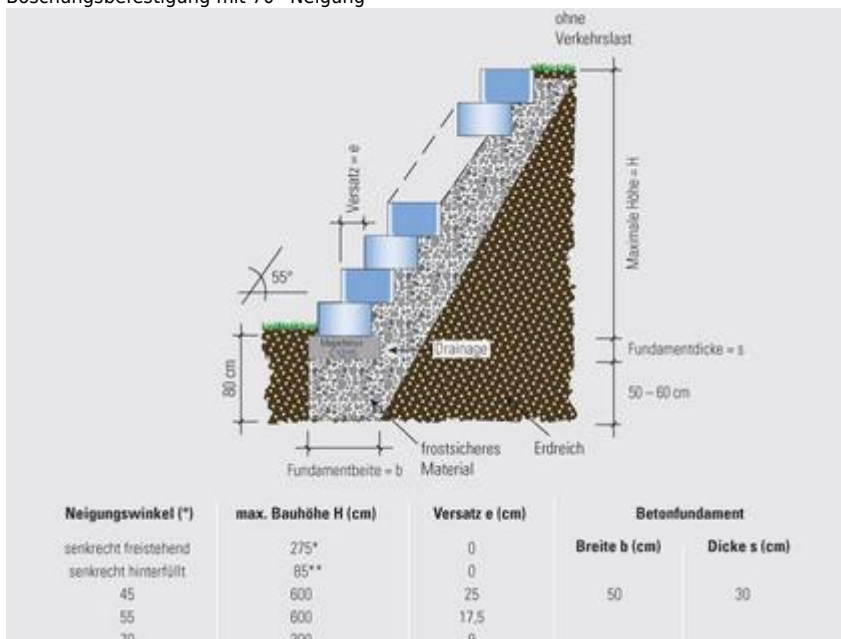 Böschungsbefestigung mit 70° Neigung
ohne
Verkehrslast
Versatz = e
Maximale Höhe = H
55°
Drainage
Fundamentdicke = s
80 cm
50 – 60 cm
frostsicheres
Material
Erdreich
Fundamentbeite = b
Neigungswinkel (°) max. Bauhöhe H (cm) Versatz e (cm) Betonfundament
senkrecht freistehend 275* 0 Breite b (cm) Dicke s (cm)
senkrecht hinterfüllt 85** 0
45 600 25 50 30
55 600 17,5